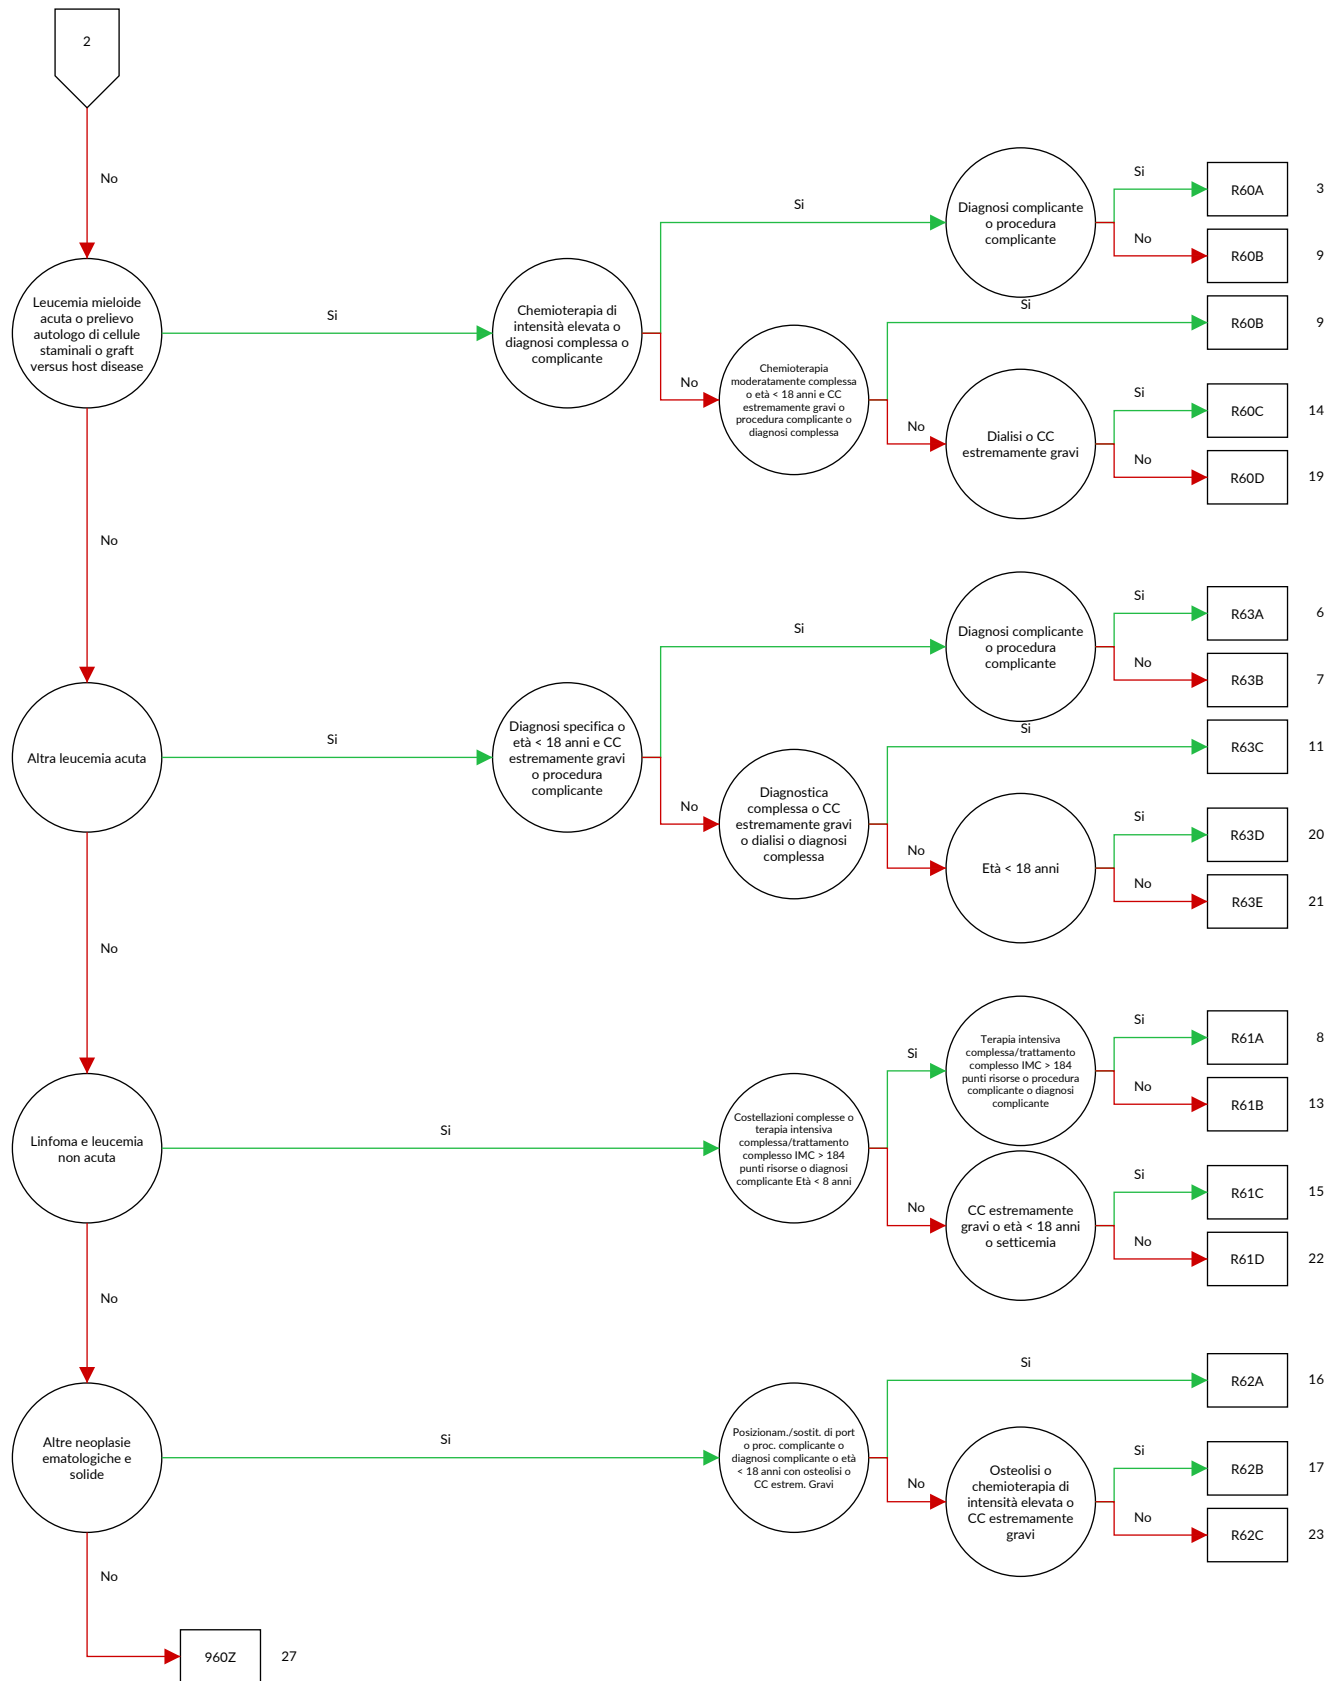 2
No
Leucemia mieloide
acuta o prelievo
autologo di cellule
staminali o graft
versus host disease
Si
Chemioterapia di
intensità elevata o
diagnosi complessa o
complicante
Si
Diagnosi complicante
o procedura
complicante
Si
R60A
3
No
R60B
9
No
Chemioterapia
moderatamente complessa
o età < 18 anni e CC
estremamente gravi o
procedura complicante o
diagnosi complessa
Si
R60B
9
No
Dialisi o CC
estremamente gravi
Si
R60C
14
No
R60D
19
No
Altra leucemia acuta
Si
Diagnosi specifica o
età < 18 anni e CC
estremamente gravi
o procedura
complicante
Si
Diagnosi complicante
o procedura
complicante
Si
R63A
6
No
R63B
7
No
Diagnostica
complessa o CC
estremamente gravi
o dialisi o diagnosi
complessa
Si
R63C
11
No
Età < 18 anni
Si
R63D
20
No
R63E
21
No
Linfoma e leucemia
non acuta
Si
Costellazioni complesse o
terapia intensiva
complessa/trattamento
complesso IMC > 184
punti risorse o diagnosi
complicante Età < 8 anni
Si
Terapia intensiva
complessa/trattamento
complesso IMC > 184
punti risorse o procedura
complicante o diagnosi
complicante
Si
R61A
8
No
R61B
13
No
CC estremamente
gravi o età < 18 anni
o setticemia
Si
R61C
15
No
R61D
22
No
Altre neoplasie
ematologiche e
solide
Si
Posizionam./sostit. di port
o proc. complicante o
diagnosi complicante o età
< 18 anni con osteolisi o
CC estrem. Gravi
Si
R62A
16
No
Osteolisi o
chemioterapia di
intensità elevata o
CC estremamente
gravi
Si
R62B
17
No
R62C
23
No
960Z
27